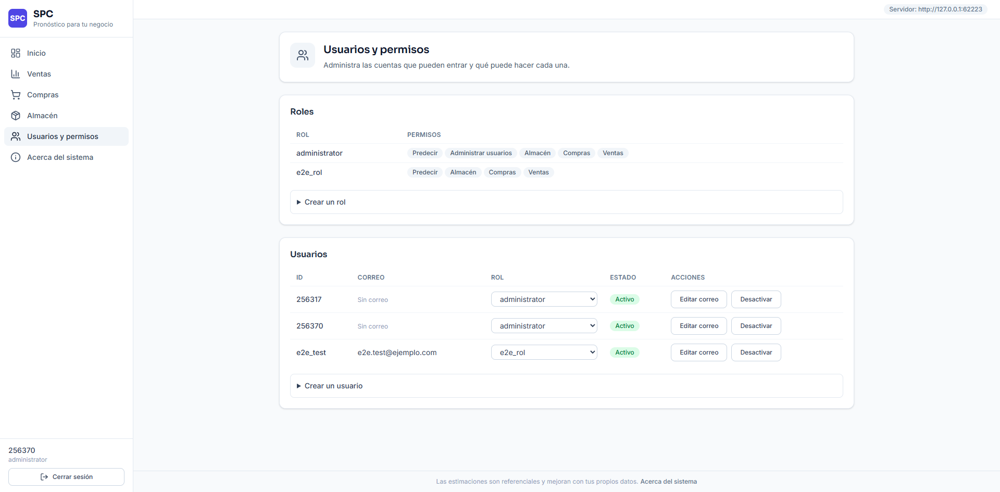 SPC
SPC
Pronóstico para tu negocio
Servidor: http://127.0.0.1:62223
Inicio
Ventas
Compras
Almacén
Usuarios y permisos
Acerca del sistema
Usuarios y permisos
Administra las cuentas que pueden entrar y qué puede hacer cada una.
Roles
ROL PERMISOS
administrator Predecir Administrar usuarios Almacén Compras Ventas
e2e_rol Predecir Almacén Compras Ventas
Crear un rol
Usuarios
ID CORREO ROL ESTADO ACCIONES
256317 Sin correo administrator Activo Editar correo Desactivar
256370 Sin correo administrator Activo Editar correo Desactivar
e2e_test e2e.test@ejemplo.com e2e_rol Activo Editar correo Desactivar
Crear un usuario
256370
administrator
Cerrar sesión
Las estimaciones son referenciales y mejoran con tus propios datos. Acerca del sistema